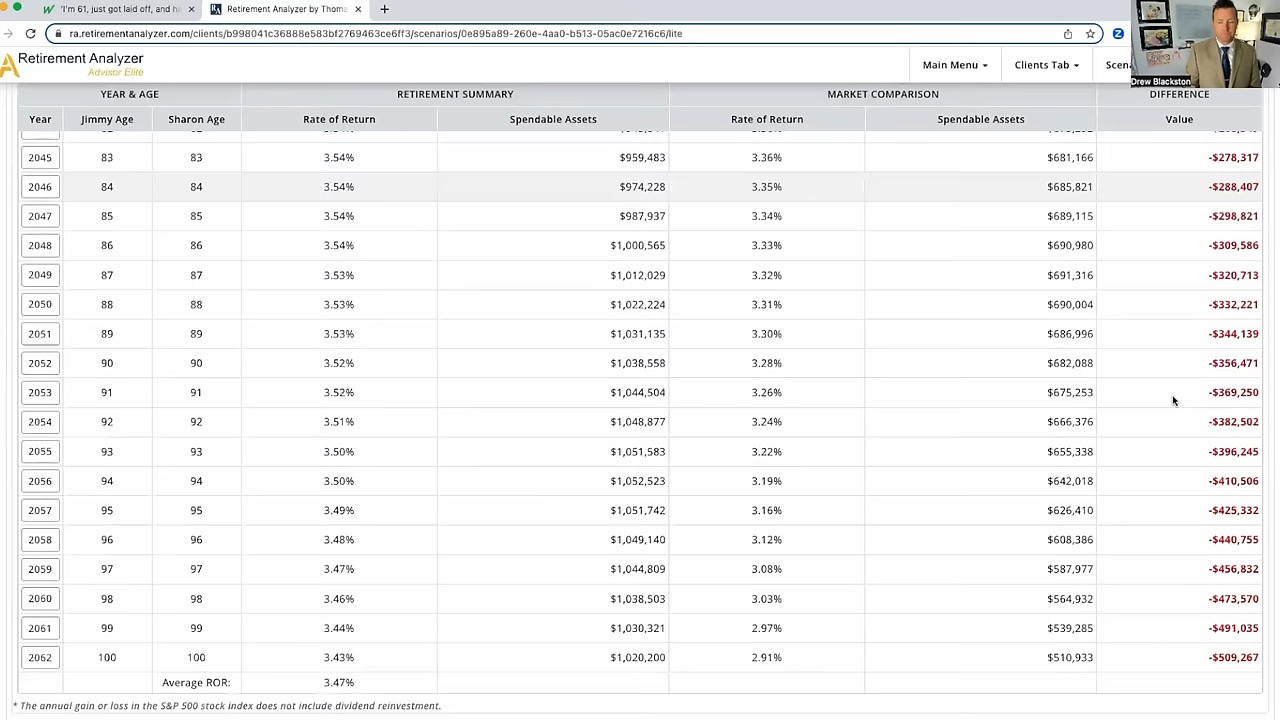 'I'm 61, just got laid off, and h
Retirement Analyzer by Thoma
ra.retirementanalyzer.com/clients/b998041c36888e583bf2769463ce6ff3/scenarios/0e895a89-260e-4aa0-b513-05ac0e7216c6/lite
Retirement Analyzer
Advisor Elite
Main Menu
Clients Tab
Scen
Drew Blackston
YEAR & AGE RETIREMENT SUMMARY MARKET COMPARISON DIFFERENCE
Year Jimmy Age Sharon Age Rate of Return Spendable Assets Rate of Return Spendable Assets Value
2045 83 83 3.54% $959,483 3.36% $681,166 -$278,317
2046 84 84 3.54% $974,228 3.35% $685,821 -$288,407
2047 85 85 3.54% $987,937 3.34% $689,115 -$298,821
2048 86 86 3.54% $1,000,565 3.33% $690,980 -$309,586
2049 87 87 3.53% $1,012,029 3.32% $691,316 -$320,713
2050 88 88 3.53% $1,022,224 3.31% $690,004 -$332,221
2051 89 89 3.53% $1,031,135 3.30% $686,996 -$344,139
2052 90 90 3.52% $1,038,558 3.28% $682,088 -$356,471
2053 91 91 3.52% $1,044,504 3.26% $675,253 -$369,250
2054 92 92 3.51% $1,048,877 3.24% $666,376 -$382,502
2055 93 93 3.50% $1,051,583 3.22% $655,338 -$396,245
2056 94 94 3.50% $1,052,523 3.19% $642,018 -$410,506
2057 95 95 3.49% $1,051,742 3.16% $626,410 -$425,332
2058 96 96 3.48% $1,049,140 3.12% $608,386 -$440,755
2059 97 97 3.47% $1,044,809 3.08% $587,977 -$456,832
2060 98 98 3.46% $1,038,503 3.03% $564,932 -$473,570
2061 99 99 3.44% $1,030,321 2.97% $539,285 -$491,035
2062 100 100 3.43% $1,020,200 2.91% $510,933 -$509,267
Average ROR: 3.47%
* The annual gain or loss in the S&P 500 stock index does not include dividend reinvestment.